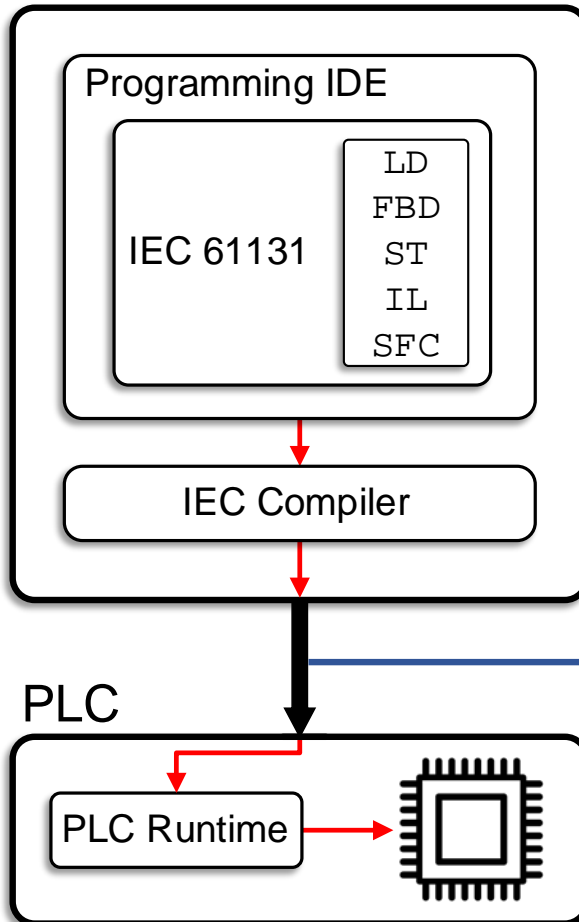 Programming IDE
IEC 61131
LD
FBD
ST
IL
SFC
IEC Compiler
PLC
PLC Runtime